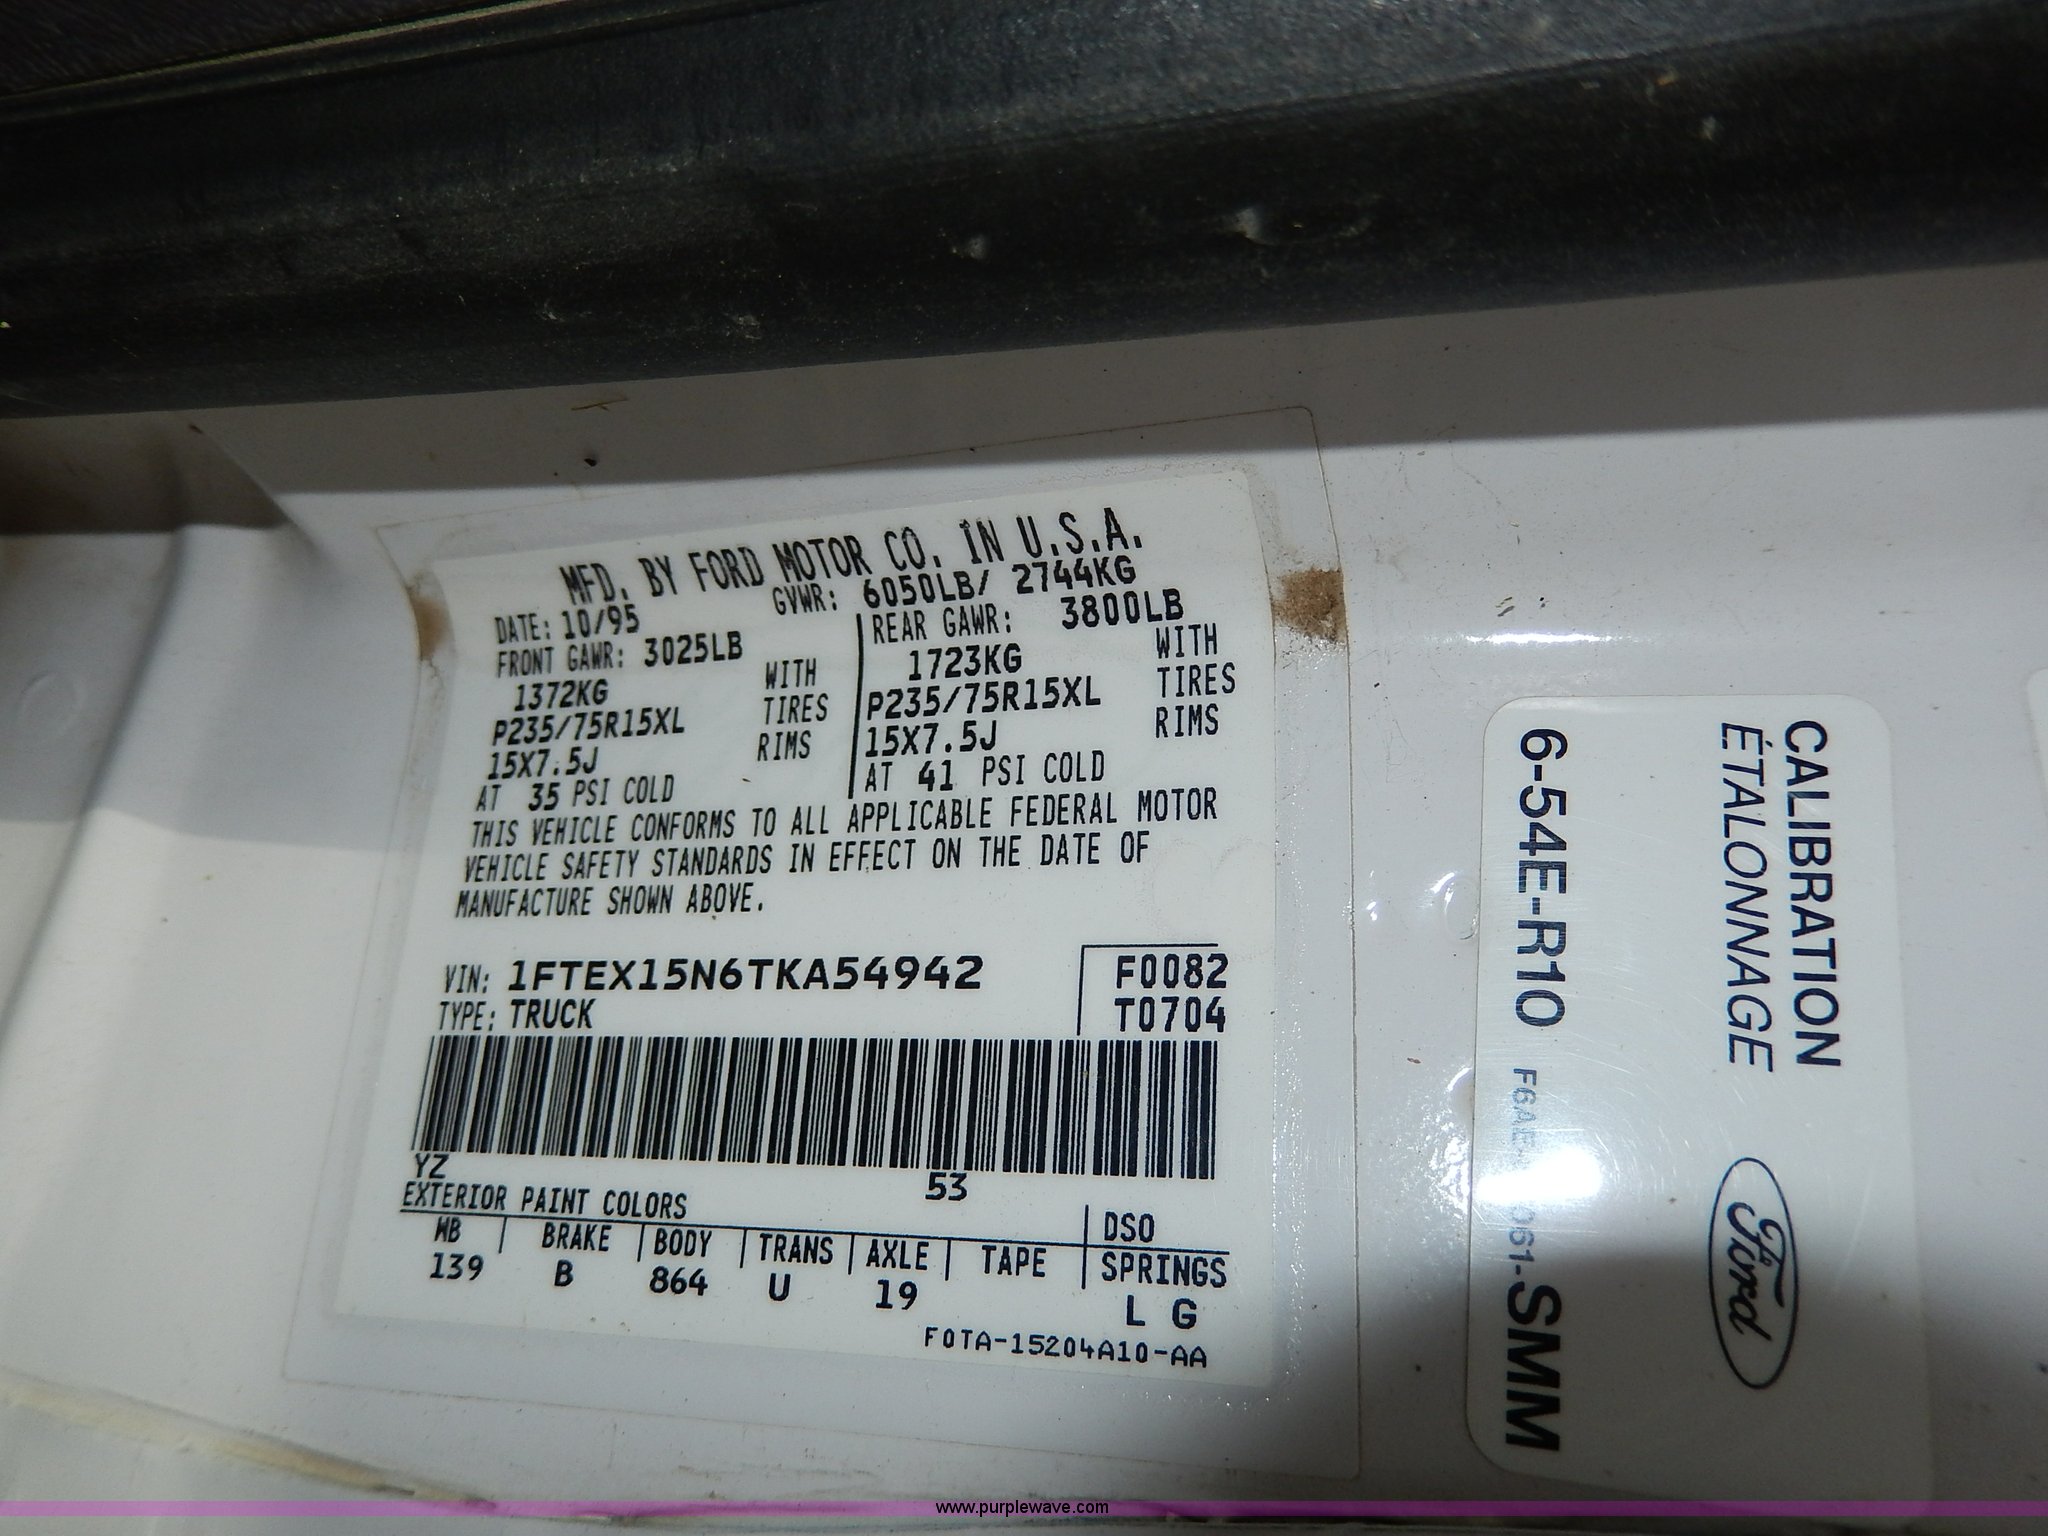 MFD. BY FORD MOTOR CO. IN U.S.A.
DATE: 10/95 GVWR: 6050LB/ 2744KG
FRONT GAWR: 3025LB
1372KG WITH
P235/75R15XL TIRES
15X7.5J RIMS
AT 35 PSI COLD
REAR GAWR: 3800LB
1723KG WITH
P235/75R15XL TIRES
15X7.5J RIMS
AT 41 PSI COLD
THIS VEHICLE CONFORMS TO ALL APPLICABLE FEDERAL MOTOR
VEHICLE SAFETY STANDARDS IN EFFECT ON THE DATE OF
MANUFACTURE SHOWN ABOVE.
VIN: 1FTEX15N6TKA54942 F0082
TYPE: TRUCK T0704
YZ 53
EXTERIOR PAINT COLORS DSO
WB BRAKE BODY TRANS AXLE TAPE SPRINGS
139 B 864 U 19 L G
F0TA-15204A10-AA
CALIBRATION
ÉTALONNAGE
Ford
6-54E-R10 SMM
www.purplewave.com